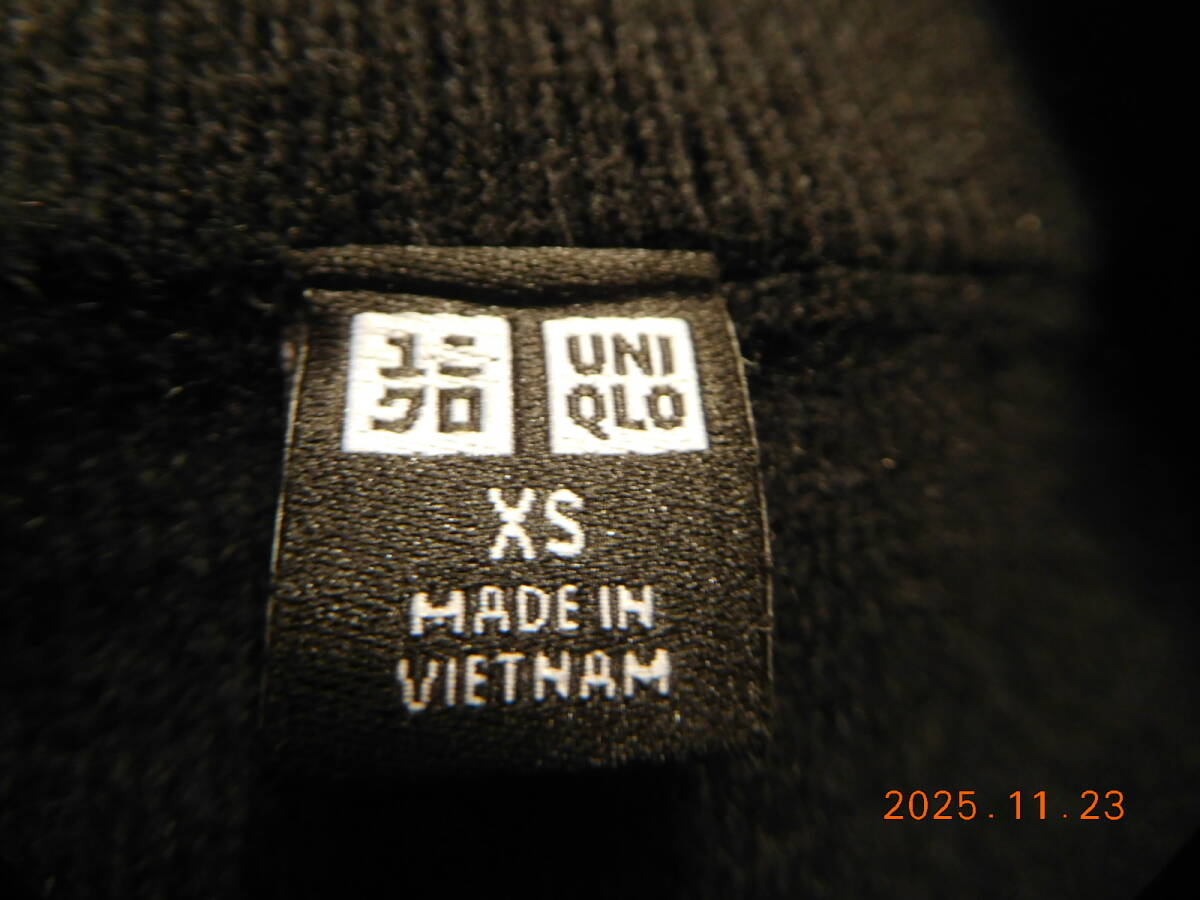 ユニ
クロ
UNI
QLO
XS
MADE IN
VIETNAM
2025.11.23